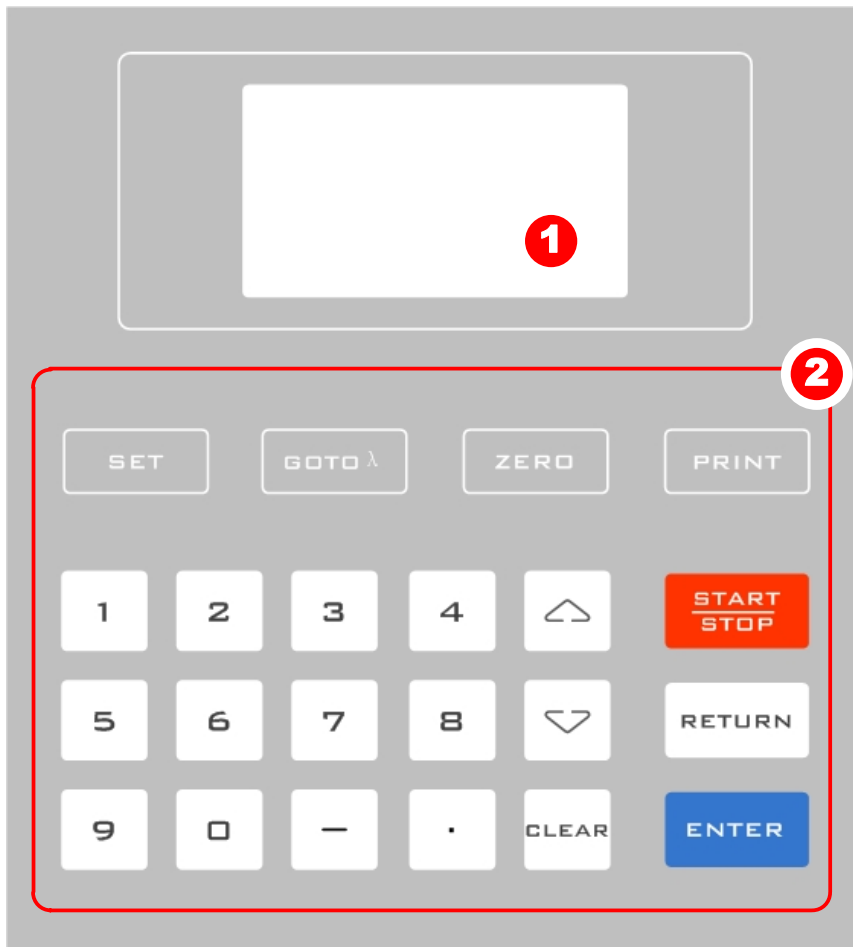 1
2
SET GOTO λ ZERO PRINT
1 2 3 4 START
STOP
5 6 7 8 RETURN
9 0 – · CLEAR ENTER